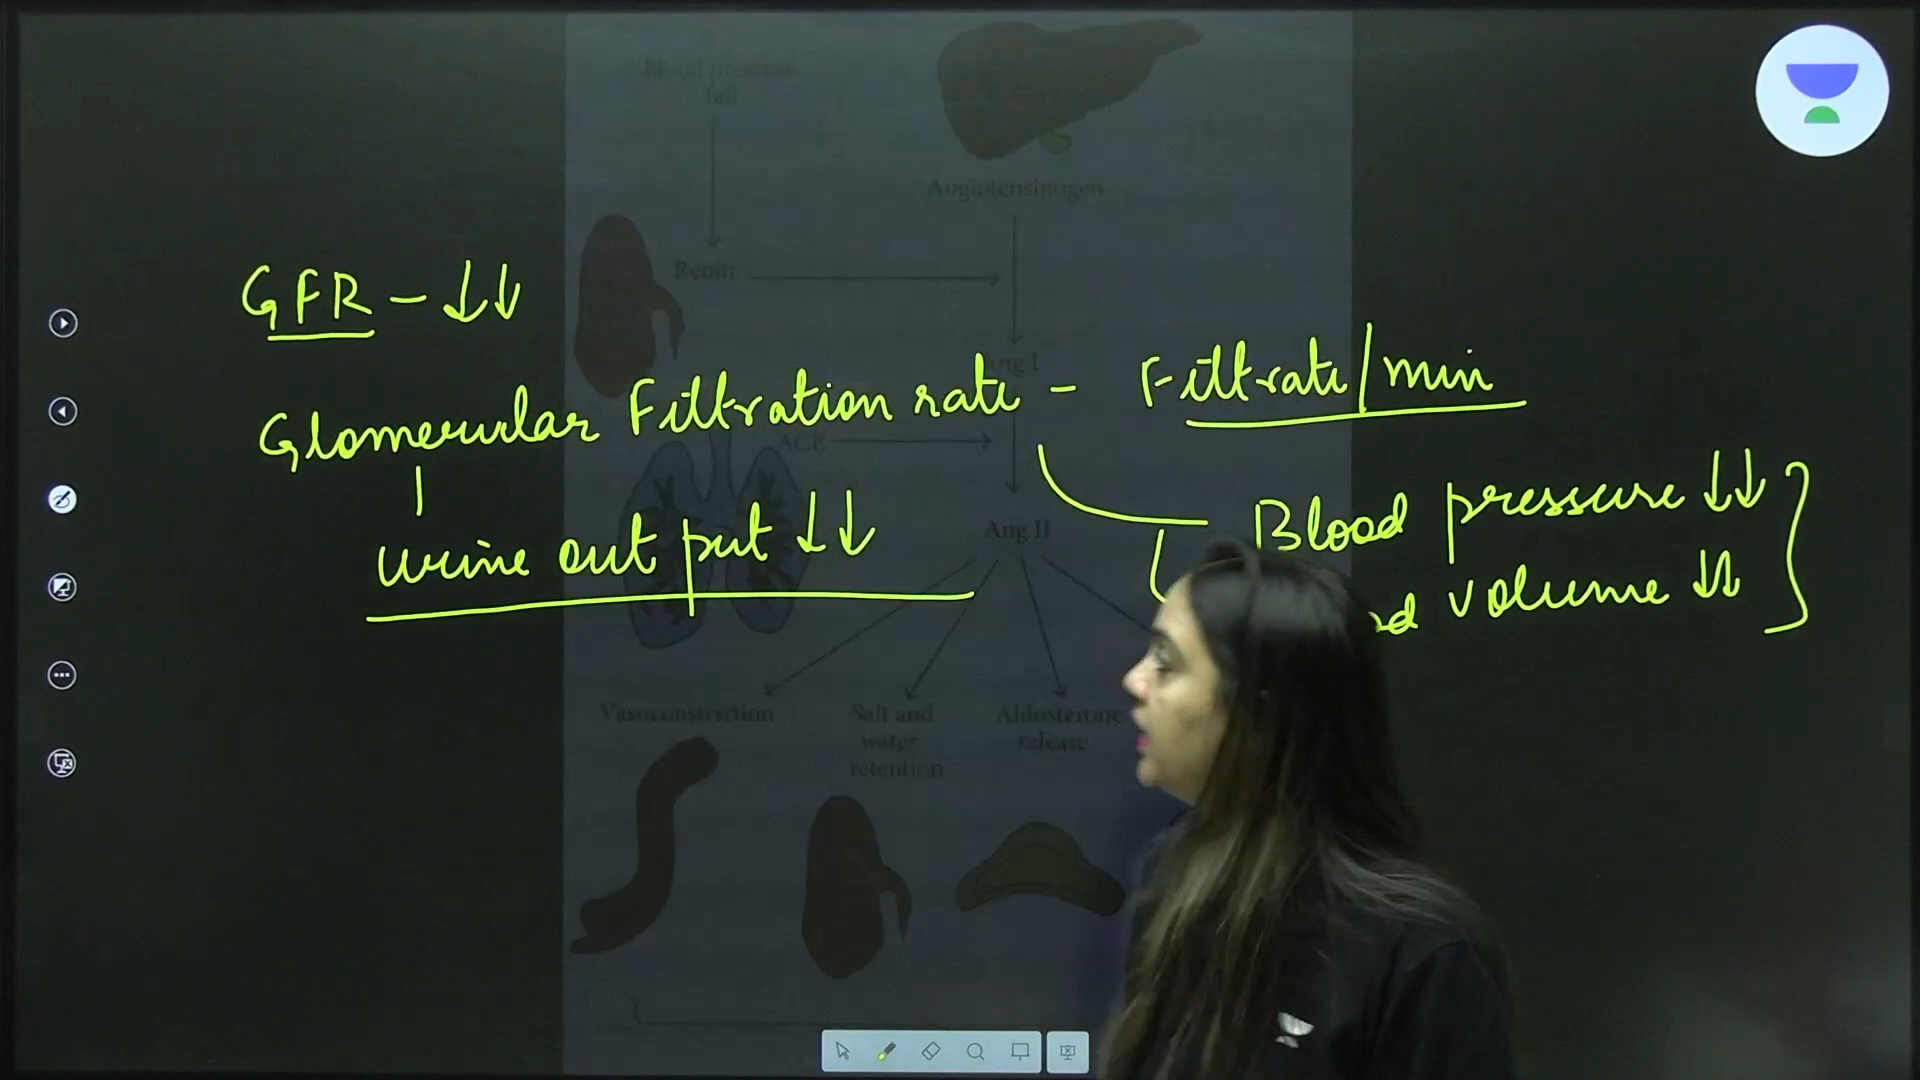 Blood pressure
fall
Angiotensinogen
Renin
GFR - ↓↓
Ang I
Glomerular Filtration rate - Filtrate/min
ACE
Blood pressure ↓↓
Ang II
urine out put ↓↓
volume ↓↓
Vasoconstriction
Salt and
water
retention
Aldosterone
release